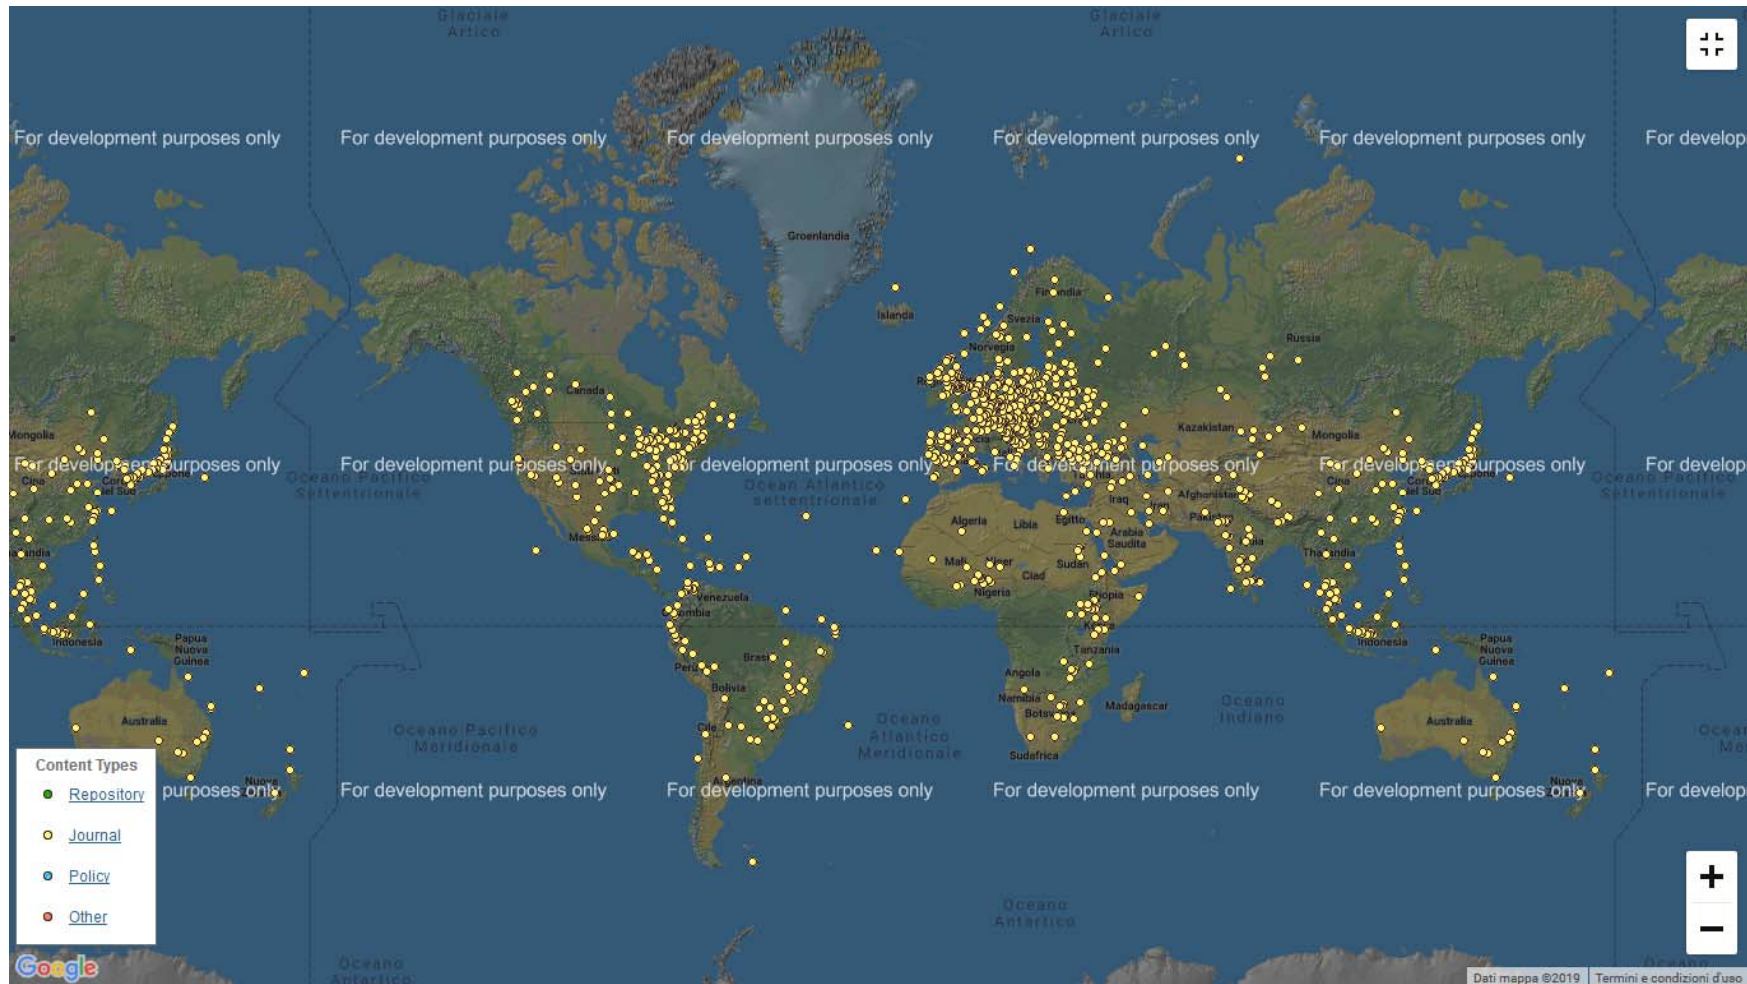 Glaciale
Artico
Glaciale
Artico
For development purposes only
For development purposes only
For development purposes only
For development purposes only
For development purposes only
For develop
Groenlandia
Islanda
Finlandia
Svezia
Norvegia
Russia
Canada
Kazakistan
Mongolia
Mongolia
For development purposes only
For development purposes only
For development purposes only
For development purposes only
For development purposes only
For develop
Cina
Oceano Pacifico
Settentrionale
Ocean Atlantico
settentrionale
Iraq
Iran
Afghanistan
Pakistan
Cina
Oceano Pacifico
Settentrionale
Algeria
Libia
Egitto
Arabia
Saudita
Messico
Mali
Niger
Ciad
Sudan
Nigeria
Etiopia
India
Thailandia
Venezuela
Colombia
Kenya
Tanzania
Indonesia
Papua
Nuova
Guinea
Indonesia
Papua
Nuova
Guinea
Brasile
Perù
Bolivia
Angola
Namibia
Botswana
Madagascar
Oceano
Indiano
Australia
Oceano Pacifico
Meridionale
Cile
Oceano
Atlantico
Meridionale
Sudafrica
Australia
Argentina
Nuova
Nuova
purposes only
For development purposes only
For development purposes only
For development purposes only
For development purposes only
For develop
Content Types
Repository
Journal
Policy
Other
Oceano
Antartico
Oceano
Antartico
Oceano
Google
Dati mappa ©2019
Termini e condizioni d'uso